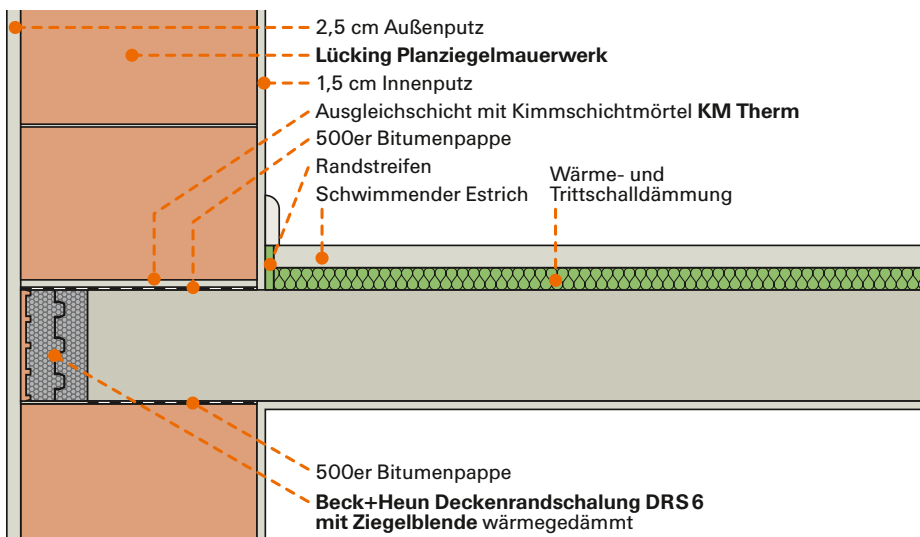 2,5 cm Außenputz
Lücking Planziegelmauerwerk
1,5 cm Innenputz
Ausgleichschicht mit Kimmschichtmörtel KM Therm
500er Bitumenpappe
Randstreifen
Schwimmender Estrich
Wärme- und
Trittschalldämmung
500er Bitumenpappe
Beck+Heun Deckenrandschalung DRS 6
mit Ziegelblende wärmegedämmt